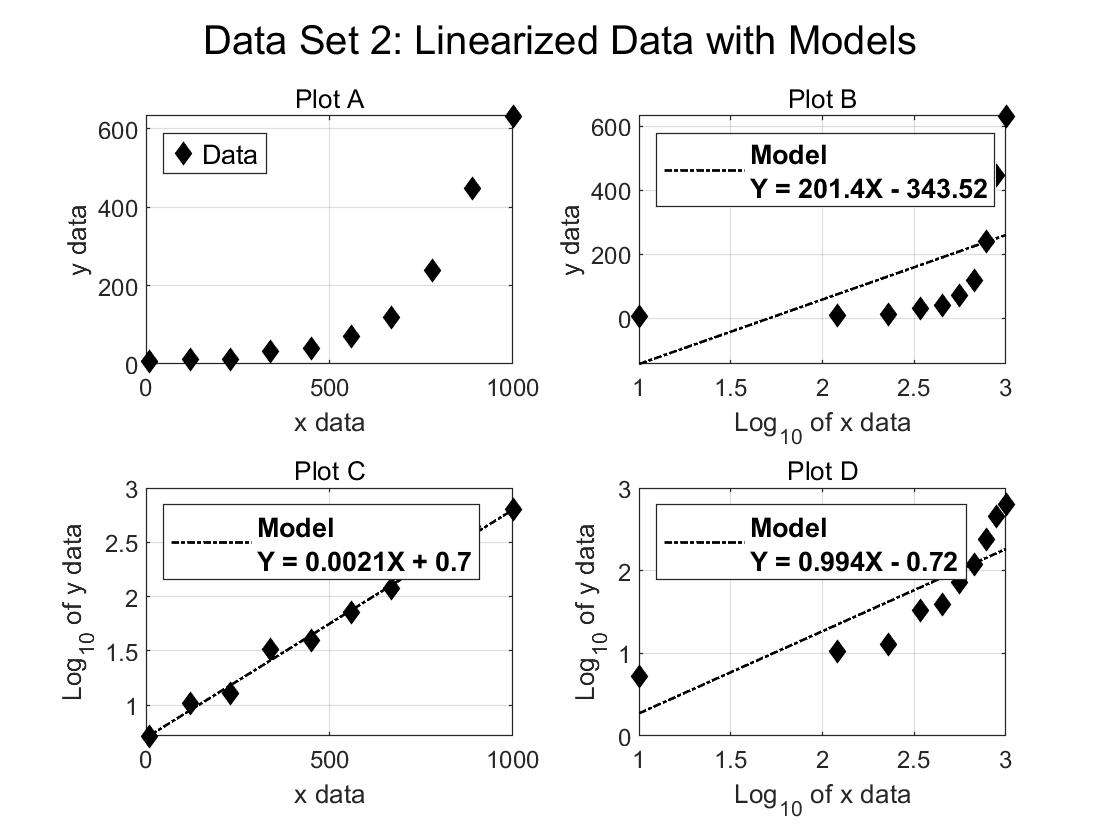 Data Set 2: Linearized Data with Models
Plot A
600
400
200
0
y data
Data
0 500 1000
x data
Plot B
600
400
200
0
y data
Model
Y = 201.4X - 343.52
1 1.5 2 2.5 3
Log10 of x data
Plot C
3
2.5
2
1.5
1
Log10 of y data
Model
Y = 0.0021X + 0.7
0 500 1000
x data
Plot D
3
2
1
0
Log10 of y data
Model
Y = 0.994X - 0.72
1 1.5 2 2.5 3
Log10 of x data